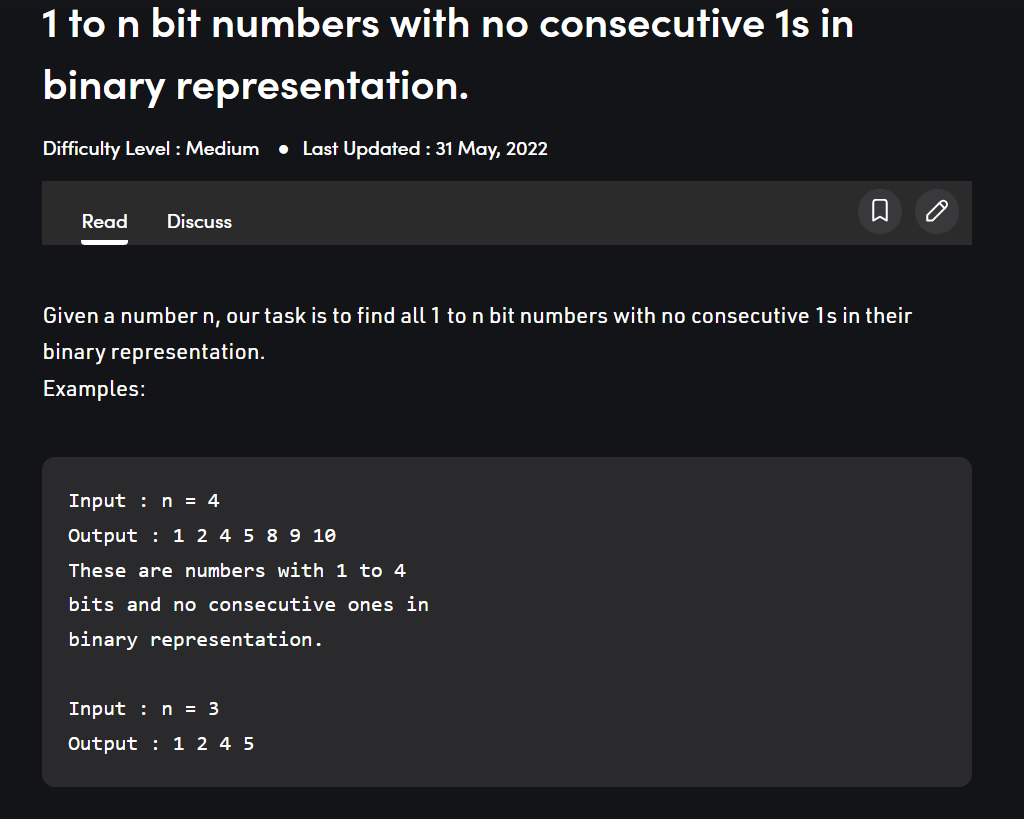 1 to n bit numbers with no consecutive 1s in
binary representation.
Difficulty Level : Medium ● Last Updated : 31 May, 2022
Read Discuss
Given a number n, our task is to find all 1 to n bit numbers with no consecutive 1s in their
binary representation.
Examples:
Input : n = 4
Output : 1 2 4 5 8 9 10
These are numbers with 1 to 4
bits and no consecutive ones in
binary representation.
Input : n = 3
Output : 1 2 4 5